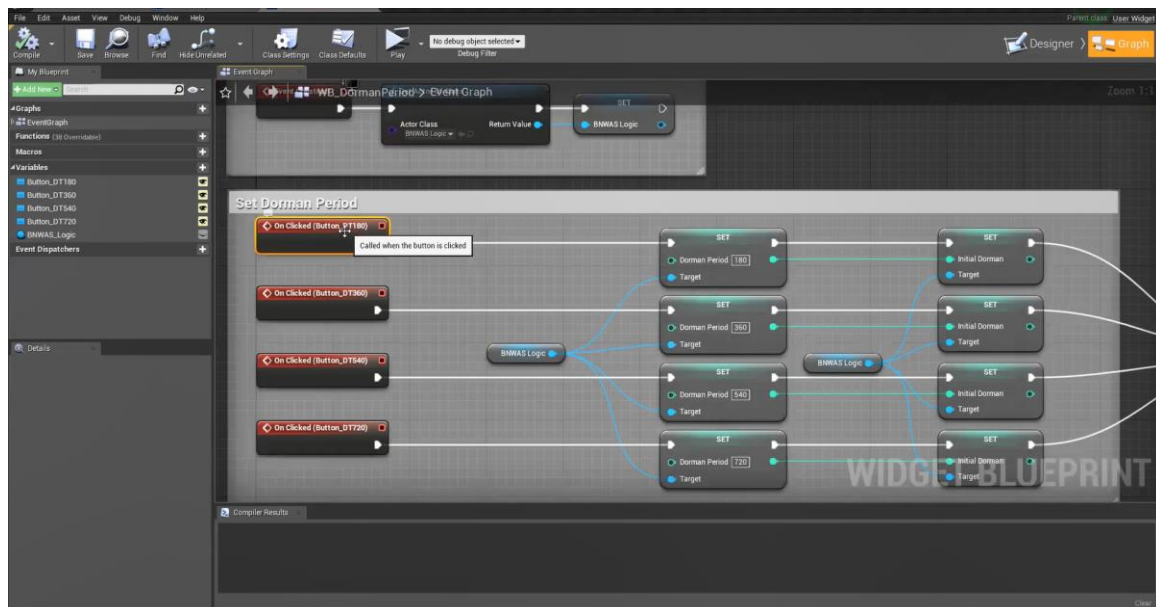 File Edit Asset View Debug Window Help
Parent class: User Widget
Compile Save Browse Find Hide Unrelated Class Settings Class Defaults Play
No debug object selected
Debug Filter
Designer Graph
My Blueprint
Event Graph
+Add New Search
WB_DormanPeriod > Event Graph
Zoom 1:1
Graphs
EventGraph
Functions (38 Overridable)
Macros
Variables
Button_DT180
Button_DT360
Button_DT540
Button_DT720
BNWAS_Logic
Event Dispatchers
Details
Actor Class
BNWAS Logic
Return Value
SET
BNWAS Logic
Set Dorman Period
On Clicked (Button_DT180)
Called when the button is clicked
SET
Dorman Period 180
Target
SET
Initial Dorman
Target
On Clicked (Button_DT360)
SET
Dorman Period 360
Target
SET
Initial Dorman
Target
BNWAS Logic
BNWAS Logic
On Clicked (Button_DT540)
SET
Dorman Period 540
Target
SET
Initial Dorman
Target
On Clicked (Button_DT720)
SET
Dorman Period 720
Target
SET
Initial Dorman
Target
WIDGET BLUEPRINT
Compiler Results
Clear